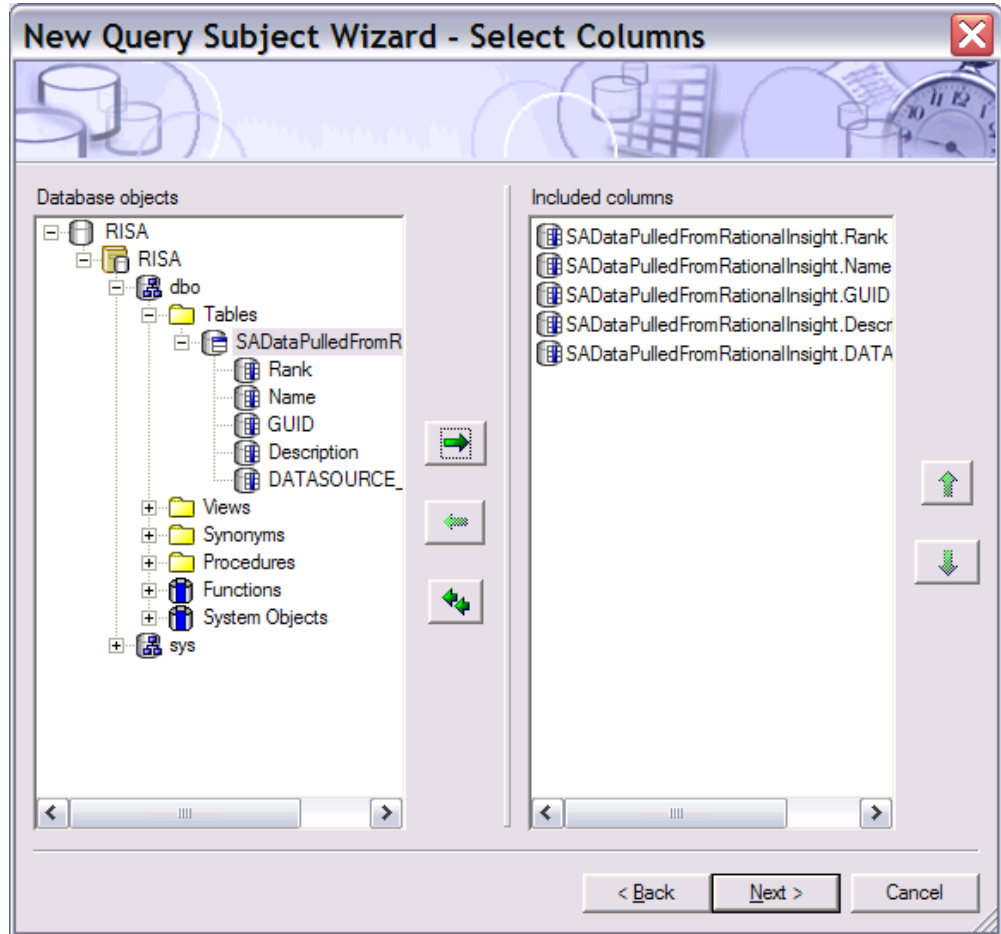 New Query Subject Wizard - Select Columns
Database objects
RISA
RISA
dbo
Tables
SADataPulledFromR
Rank
Name
GUID
Description
DATASOURCE_
Views
Synonyms
Procedures
Functions
System Objects
sys
Included columns
SADataPulledFromRationalInsight.Rank
SADataPulledFromRationalInsight.Name
SADataPulledFromRationalInsight.GUID
SADataPulledFromRationalInsight.Descr
SADataPulledFromRationalInsight.DATA
< Back Next > Cancel